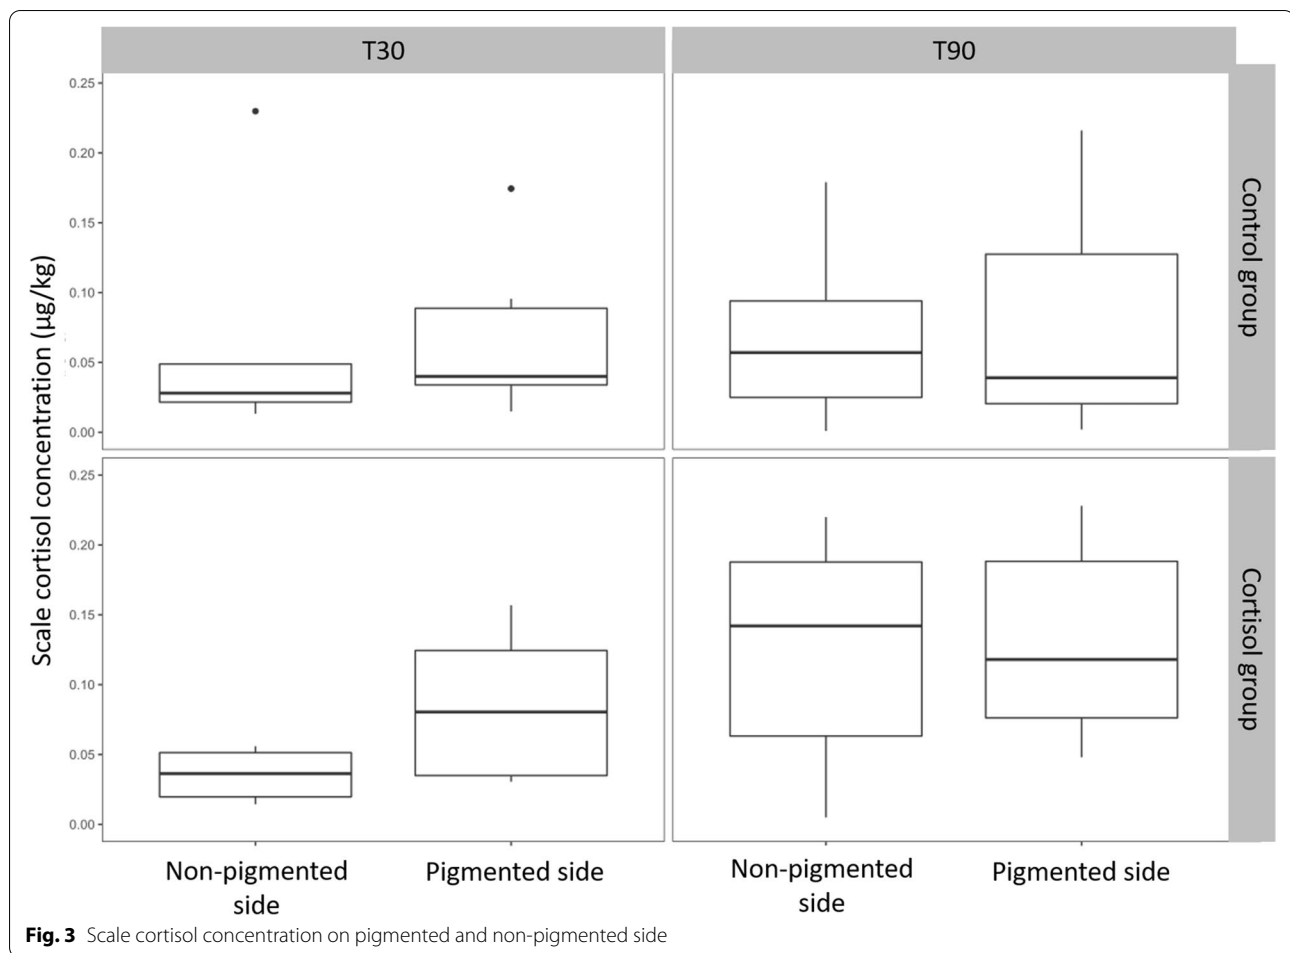 T30
T90
0.25
0.20
0.15
0.10
0.05
0.00
Control group
Scale cortisol concentration (µg/kg)
0.25
0.20
0.15
0.10
0.05
0.00
Cortisol group
Non-pigmented
side
Pigmented side
Non-pigmented
side
Pigmented side
Fig. 3 Scale cortisol concentration on pigmented and non-pigmented side